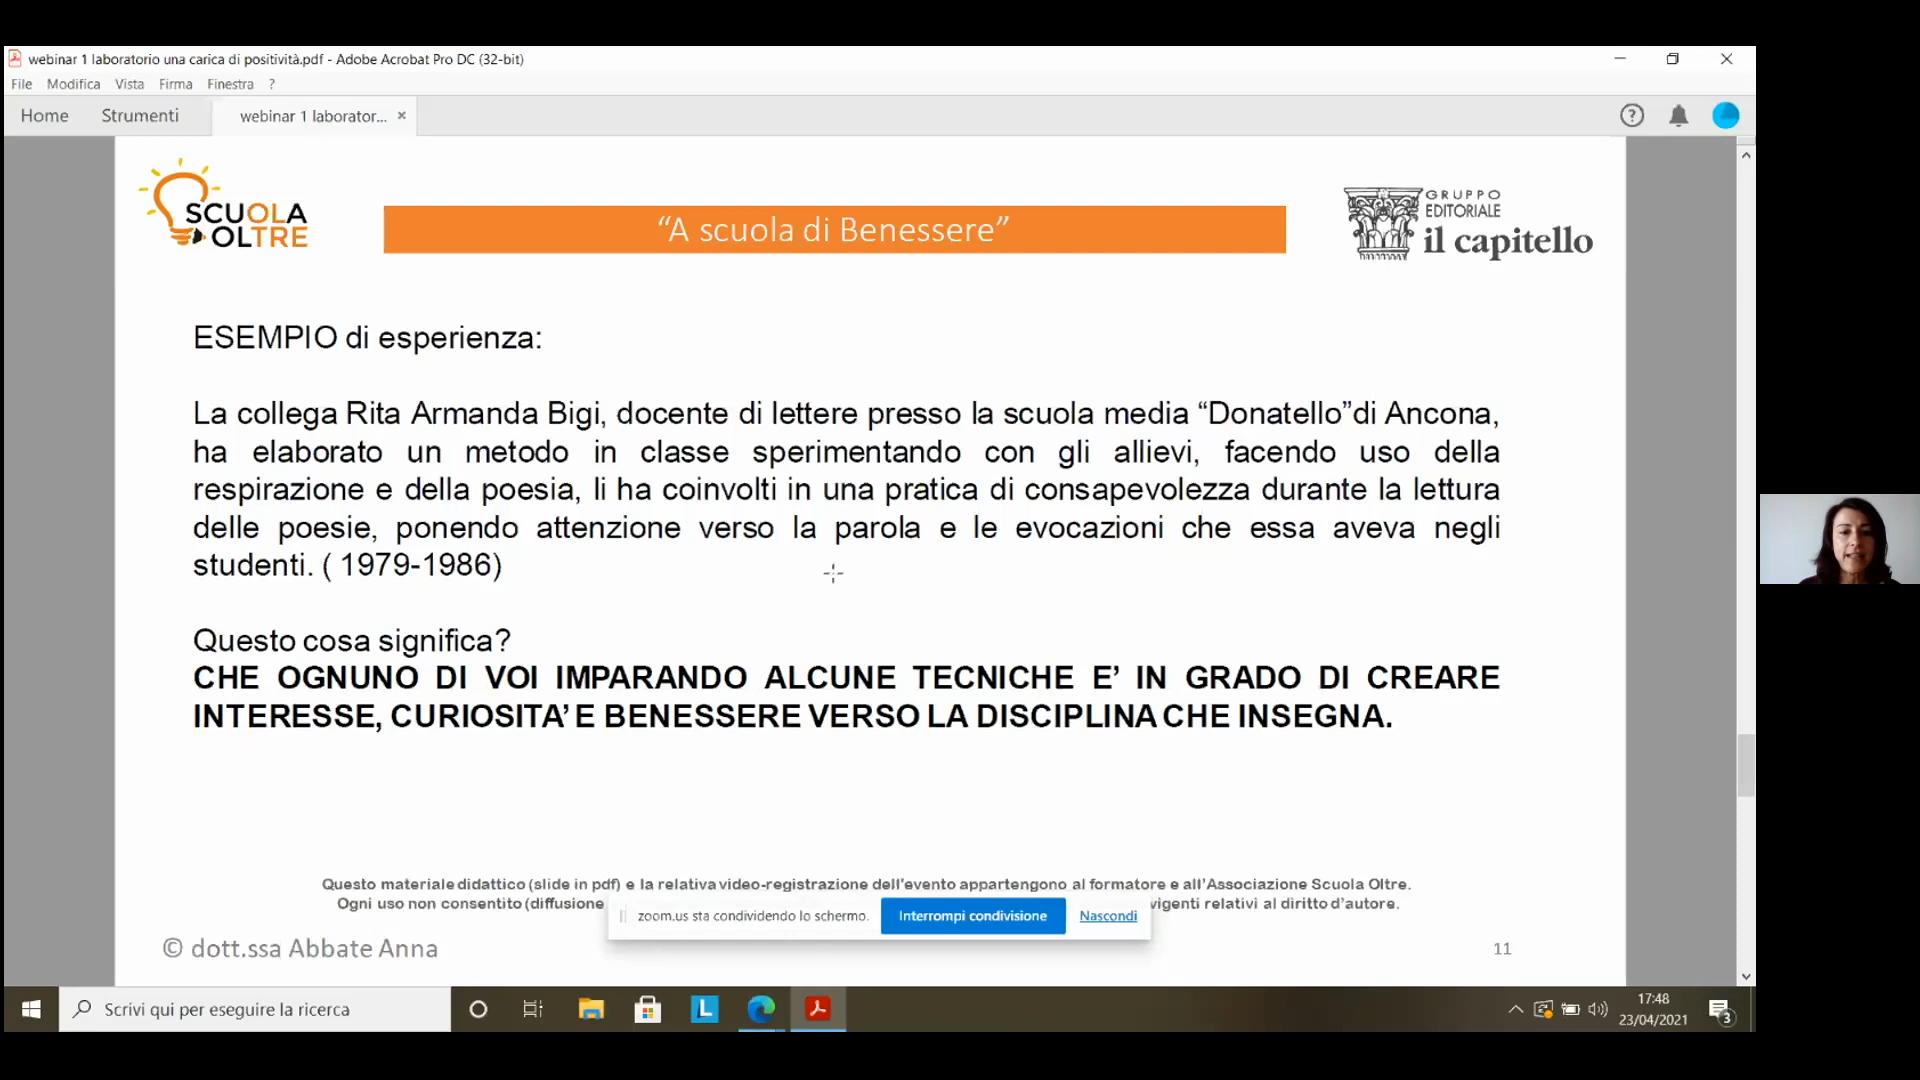 webinar 1 laboratorio una carica di positività.pdf - Adobe Acrobat Pro DC (32-bit)
File Modifica Vista Firma Finestra ?
Home Strumenti webinar 1 laborator... ×
SCUOLA
OLTRE
“A scuola di Benessere”
GRUPPO
EDITORIALE
il capitello
ESEMPIO di esperienza:
La collega Rita Armanda Bigi, docente di lettere presso la scuola media “Donatello”di Ancona,
ha elaborato un metodo in classe sperimentando con gli allievi, facendo uso della
respirazione e della poesia, li ha coinvolti in una pratica di consapevolezza durante la lettura
delle poesie, ponendo attenzione verso la parola e le evocazioni che essa aveva negli
studenti. ( 1979-1986)
Questo cosa significa?
CHE OGNUNO DI VOI IMPARANDO ALCUNE TECNICHE E’ IN GRADO DI CREARE
INTERESSE, CURIOSITA’ E BENESSERE VERSO LA DISCIPLINA CHE INSEGNA.
Questo materiale didattico (slide in pdf) e la relativa video-registrazione dell'evento appartengono al formatore e all'Associazione Scuola Oltre.
Ogni uso non consentito (diffusione vigenti relativi al diritto d'autore.
zoom.us sta condividendo lo schermo. Interrompi condivisione Nascondi
© dott.ssa Abbate Anna
11
Scrivi qui per eseguire la ricerca
17:48
23/04/2021
3